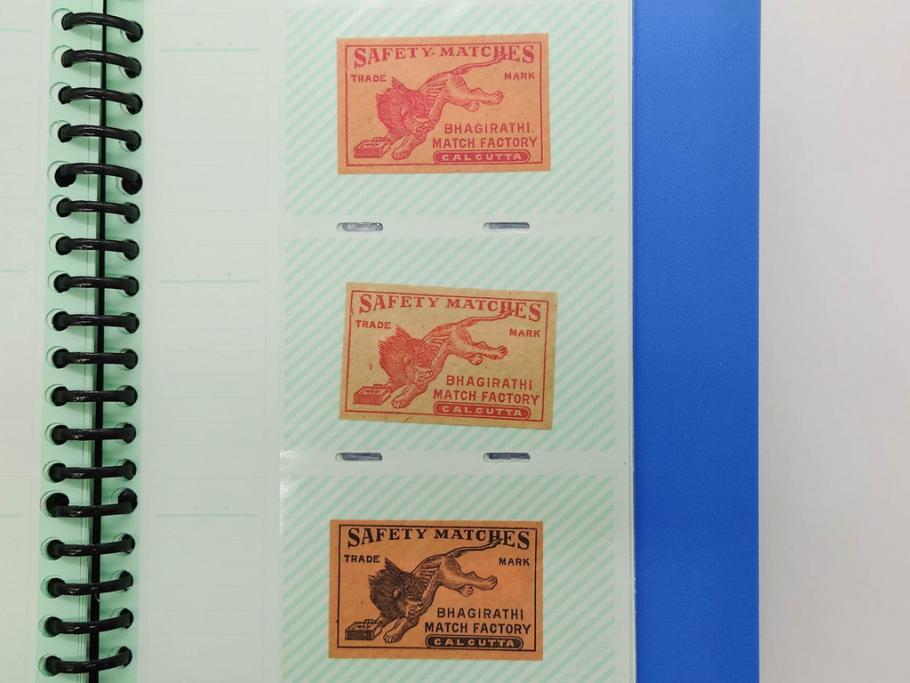 SAFETY MATCHES
TRADE MARK
BHAGIRATHI
MATCH FACTORY
CALCUTTA
SAFETY MATCHES
TRADE MARK
BHAGIRATHI
MATCH FACTORY
CALCUTTA
SAFETY MATCHES
TRADE MARK
BHAGIRATHI
MATCH FACTORY
CALCUTTA